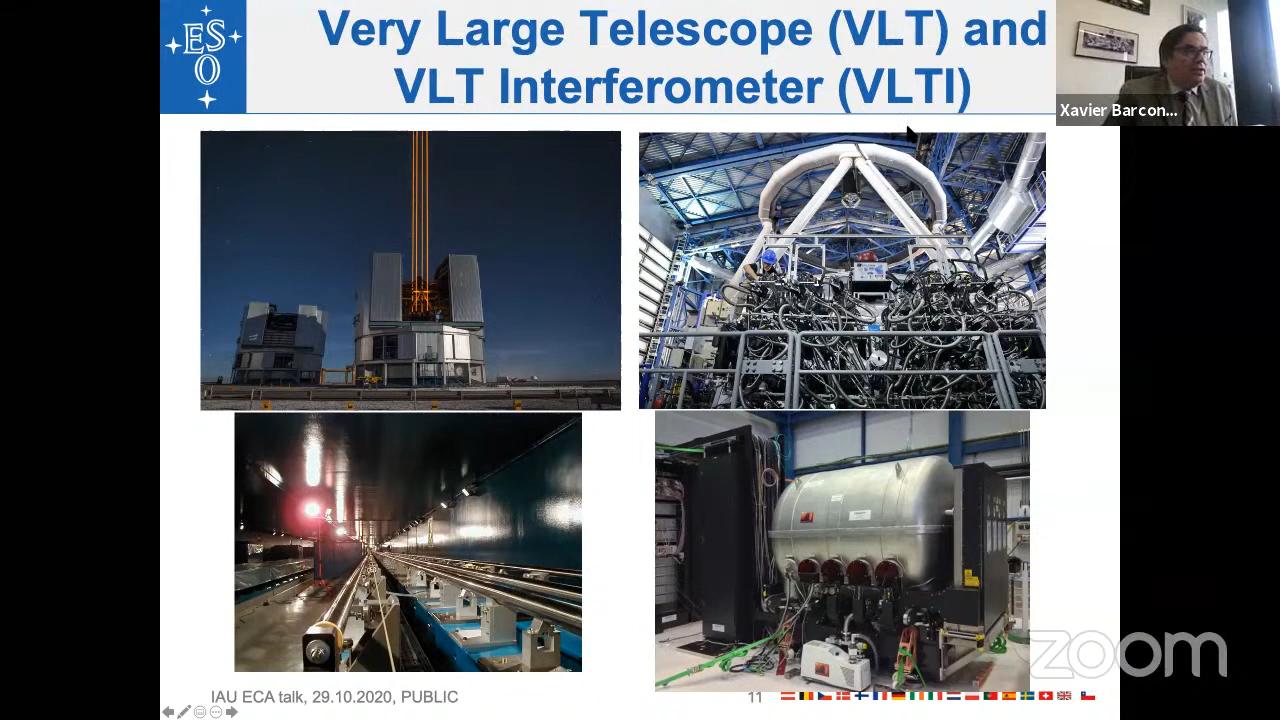 ESO
Very Large Telescope (VLT) and
VLT Interferometer (VLTI)
Xavier Barcon...
IAU ECA talk, 29.10.2020, PUBLIC
11
zoom